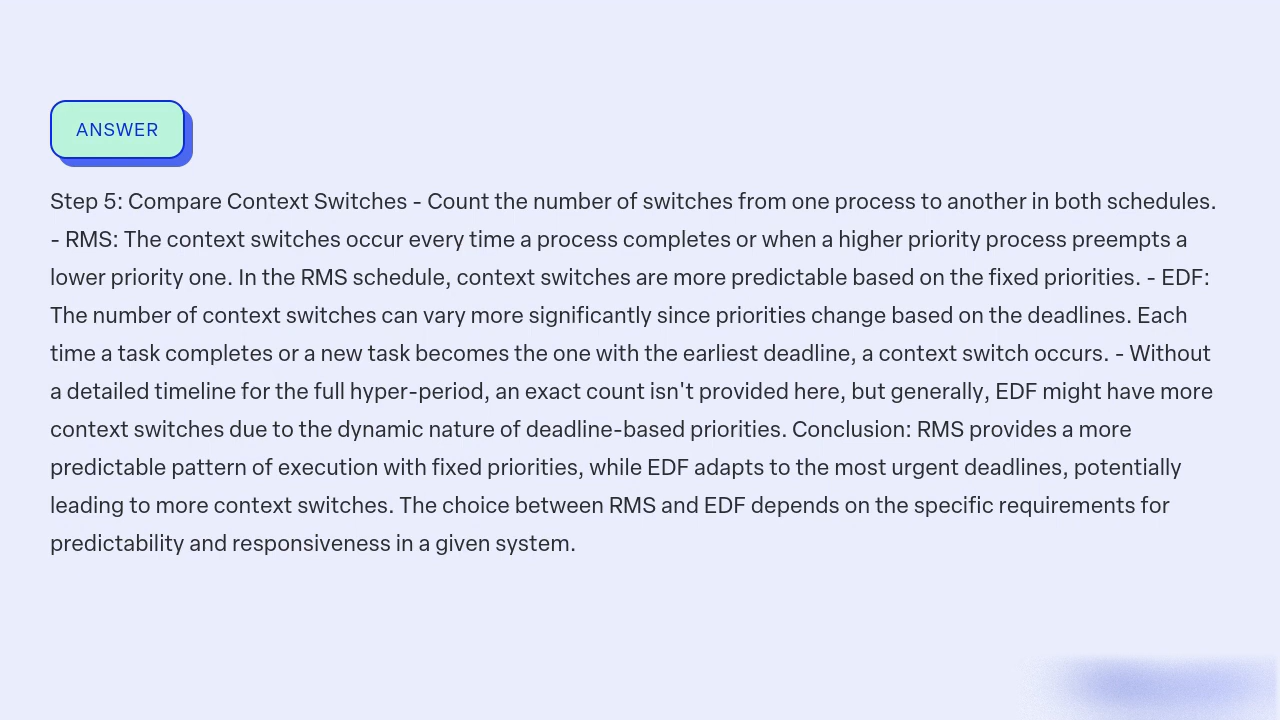 ANSWER
Step 5: Compare Context Switches - Count the number of switches from one process to another in both schedules.
- RMS: The context switches occur every time a process completes or when a higher priority process preempts a
lower priority one. In the RMS schedule, context switches are more predictable based on the fixed priorities. - EDF:
The number of context switches can vary more significantly since priorities change based on the deadlines. Each
time a task completes or a new task becomes the one with the earliest deadline, a context switch occurs. - Without
a detailed timeline for the full hyper-period, an exact count isn't provided here, but generally, EDF might have more
context switches due to the dynamic nature of deadline-based priorities. Conclusion: RMS provides a more
predictable pattern of execution with fixed priorities, while EDF adapts to the most urgent deadlines, potentially
leading to more context switches. The choice between RMS and EDF depends on the specific requirements for
predictability and responsiveness in a given system.